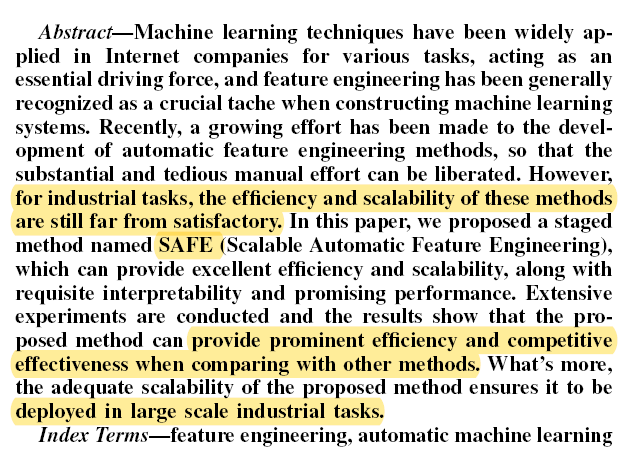 Abstract—Machine learning techniques have been widely ap-
plied in Internet companies for various tasks, acting as an
essential driving force, and feature engineering has been generally
recognized as a crucial tache when constructing machine learning
systems. Recently, a growing effort has been made to the devel-
opment of automatic feature engineering methods, so that the
substantial and tedious manual effort can be liberated. However,
for industrial tasks, the efficiency and scalability of these methods
are still far from satisfactory. In this paper, we proposed a staged
method named SAFE (Scalable Automatic Feature Engineering),
which can provide excellent efficiency and scalability, along with
requisite interpretability and promising performance. Extensive
experiments are conducted and the results show that the pro-
posed method can provide prominent efficiency and competitive
effectiveness when comparing with other methods. What's more,
the adequate scalability of the proposed method ensures it to be
deployed in large scale industrial tasks.
Index Terms—feature engineering, automatic machine learning